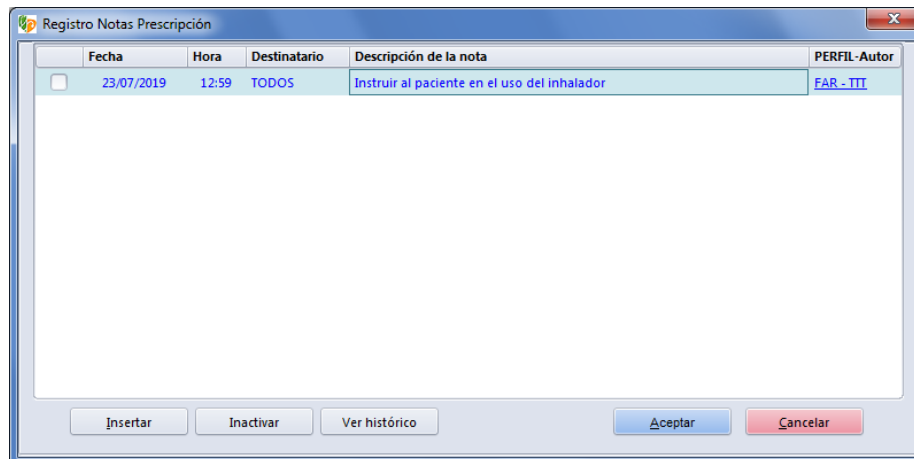 Registro Notas Prescripción
Fecha Hora Destinatario Descripción de la nota PERFIL-Autor
23/07/2019 12:59 TODOS Instruir al paciente en el uso del inhalador FAR - TTT
Insertar Inactivar Ver histórico Aceptar Cancelar